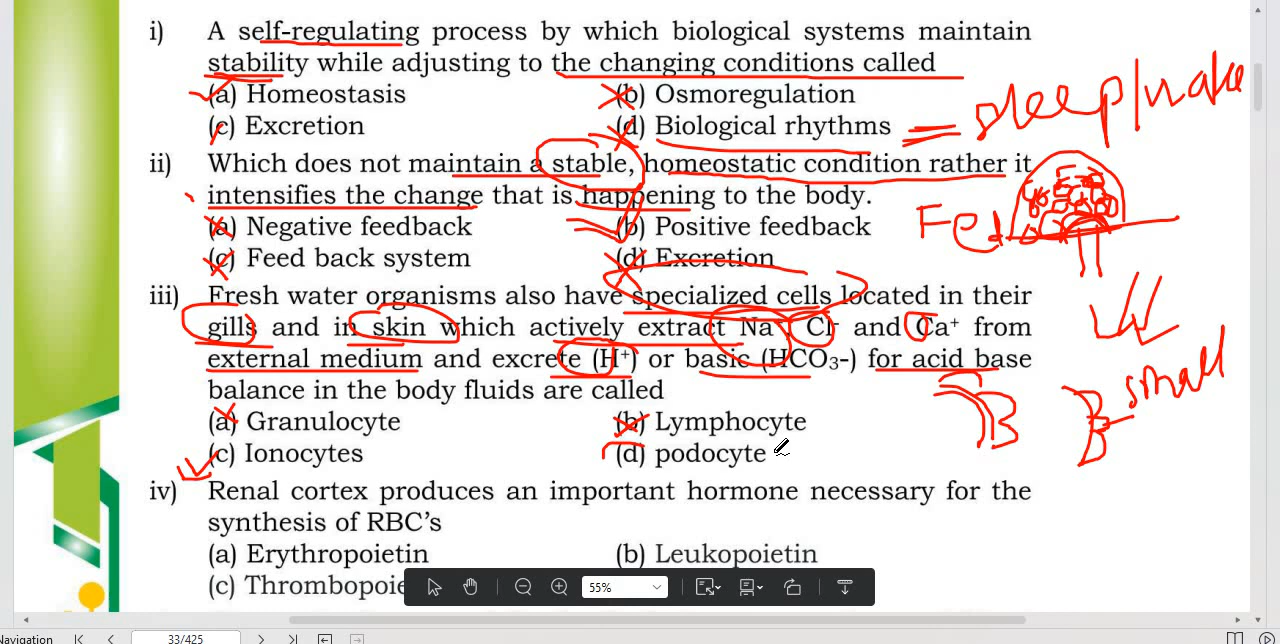 i) A self-regulating process by which biological systems maintain
stability while adjusting to the changing conditions called
(a) Homeostasis (b) Osmoregulation
(c) Excretion (d) Biological rhythms = sleep/wake
ii) Which does not maintain a stable, homeostatic condition rather it
intensifies the change that is happening to the body.
(a) Negative feedback (b) Positive feedback
(c) Feed back system (d) Excretion
iii) Fresh water organisms also have specialized cells located in their
gills and in skin which actively extract Na Cl- and Ca+ from
external medium and excrete (H+) or basic (HCO3-) for acid base
balance in the body fluids are called
small
(a) Granulocyte (b) Lymphocyte
(c) Ionocytes (d) podocyte
iv) Renal cortex produces an important hormone necessary for the
synthesis of RBC's
(a) Erythropoietin (b) Leukopoietin
(c) Thrombopoie
55%
Navigation 33/425